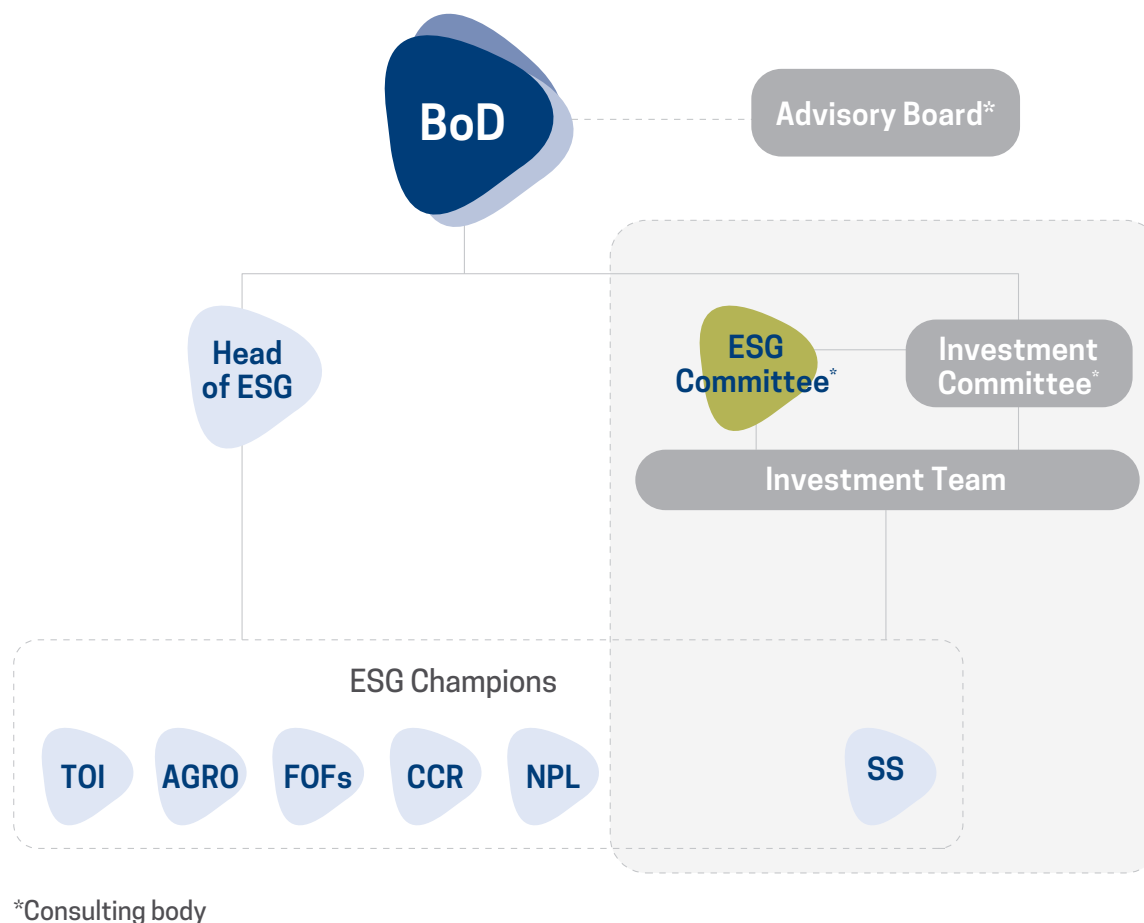 BoD
Advisory Board*
Head
of ESG
ESG
Committee*
Investment
Committee*
Investment Team
ESG Champions
TOI
AGRO
FOFs
CCR
NPL
SS
*Consulting body